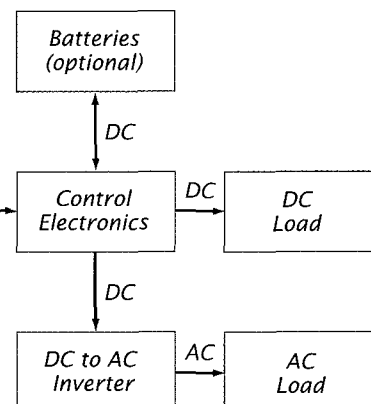 Batteries
(optional)
DC
Control
Electronics
DC
DC
Load
DC
DC to AC
Inverter
AC
AC
Load